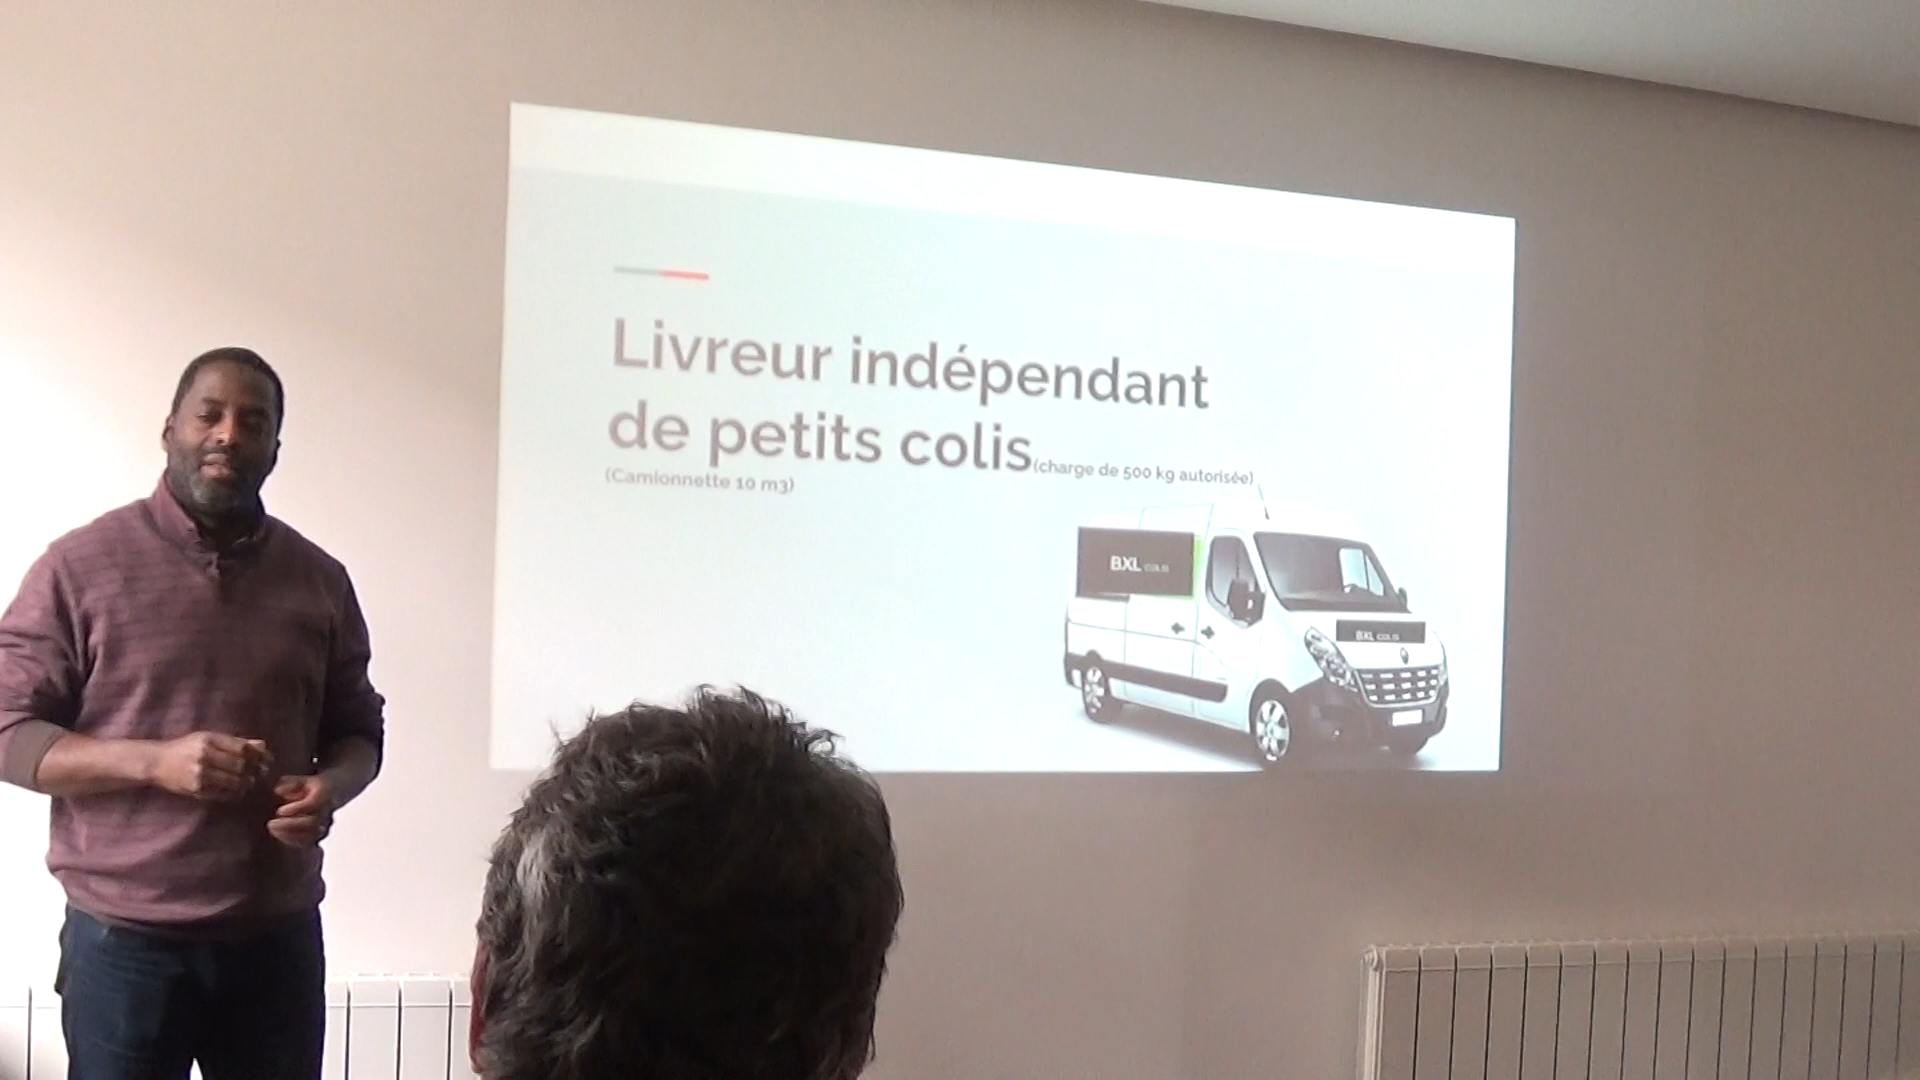 Livreur indépendant
de petits colis(charge de 500 kg autorisée)
(Camionnette 10 m3)
BXL COLIS
BXL COLIS